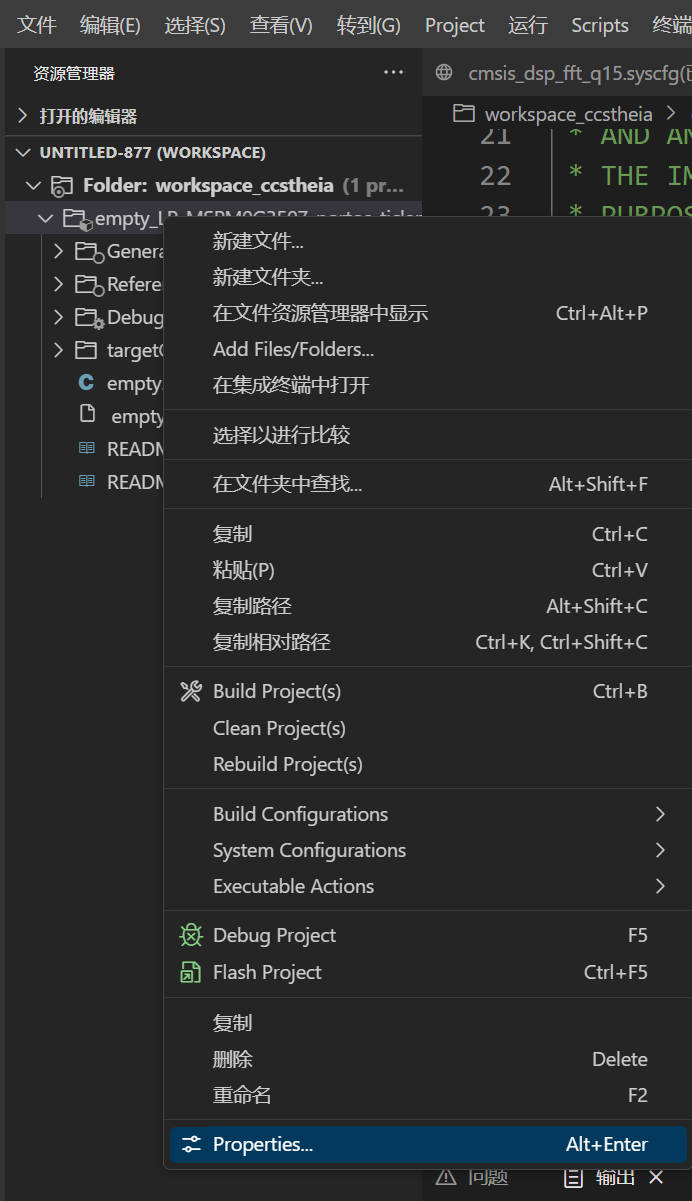 文件 编辑(E) 选择(S) 查看(V) 转到(G) Project 运行 Scripts 终端
资源管理器 ...
cmsis_dsp_fft_q15.syscfg
打开的编辑器
workspace_ccstheia
UNTITLED-877 (WORKSPACE)
21 * AND AN
Folder: workspace_ccstheia (1 pr...
22 * THE IM
23 * PURPOS
empty_LP_MSPM0G3507_nortos_ticlan
Genera
Refere
Debug
target
empty
empty
READM
READM
新建文件...
新建文件夹...
在文件资源管理器中显示 Ctrl+Alt+P
Add Files/Folders...
在集成终端中打开
选择以进行比较
在文件夹中查找... Alt+Shift+F
复制 Ctrl+C
粘贴(P) Ctrl+V
复制路径 Alt+Shift+C
复制相对路径 Ctrl+K, Ctrl+Shift+C
Build Project(s) Ctrl+B
Clean Project(s)
Rebuild Project(s)
Build Configurations
System Configurations
Executable Actions
Debug Project F5
Flash Project Ctrl+F5
复制
删除 Delete
重命名 F2
Properties... Alt+Enter
问题 输出